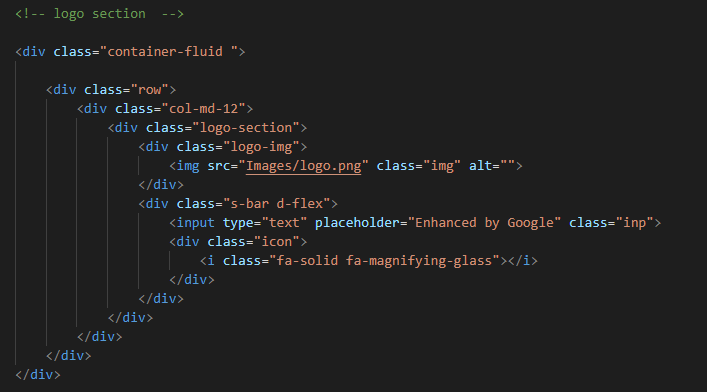 <!-- logo section  -->
<div class="container-fluid ">
<div class="row">
<div class="col-md-12">
<div class="logo-section">
<div class="logo-img">
<img src="Images/logo.png" class="img" alt="">
</div>
<div class="s-bar d-flex">
<input type="text" placeholder="Enhanced by Google" class="inp">
<div class="icon">
<i class="fa-solid fa-magnifying-glass"></i>
</div>
</div>
</div>
</div>
</div>
</div>